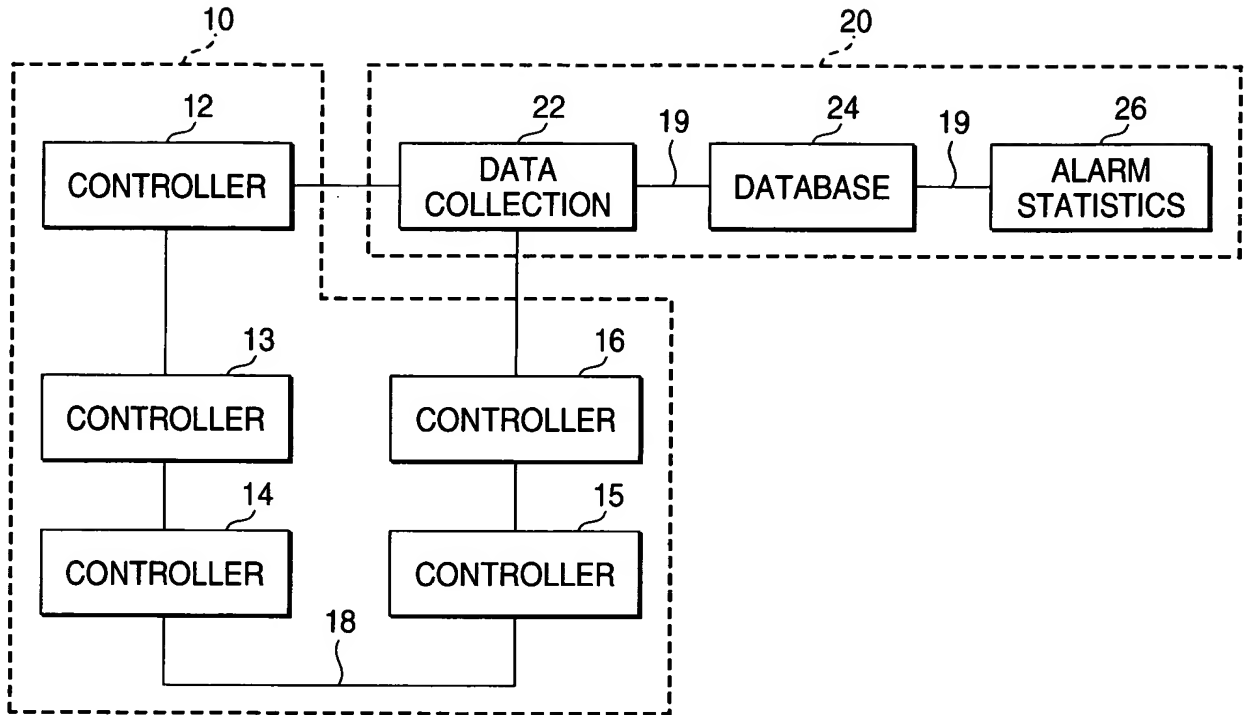 10
20
12
22
19
24
19
26
CONTROLLER
DATA
COLLECTION
DATABASE
ALARM
STATISTICS
13
16
CONTROLLER
CONTROLLER
14
15
CONTROLLER
CONTROLLER
18